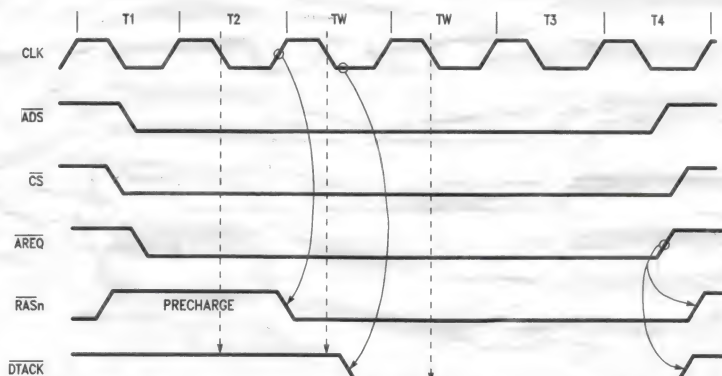 T1 T2 TW TW T3 T4
CLK
ADS
CS
AREQ
RASn PRECHARGE
DTACK